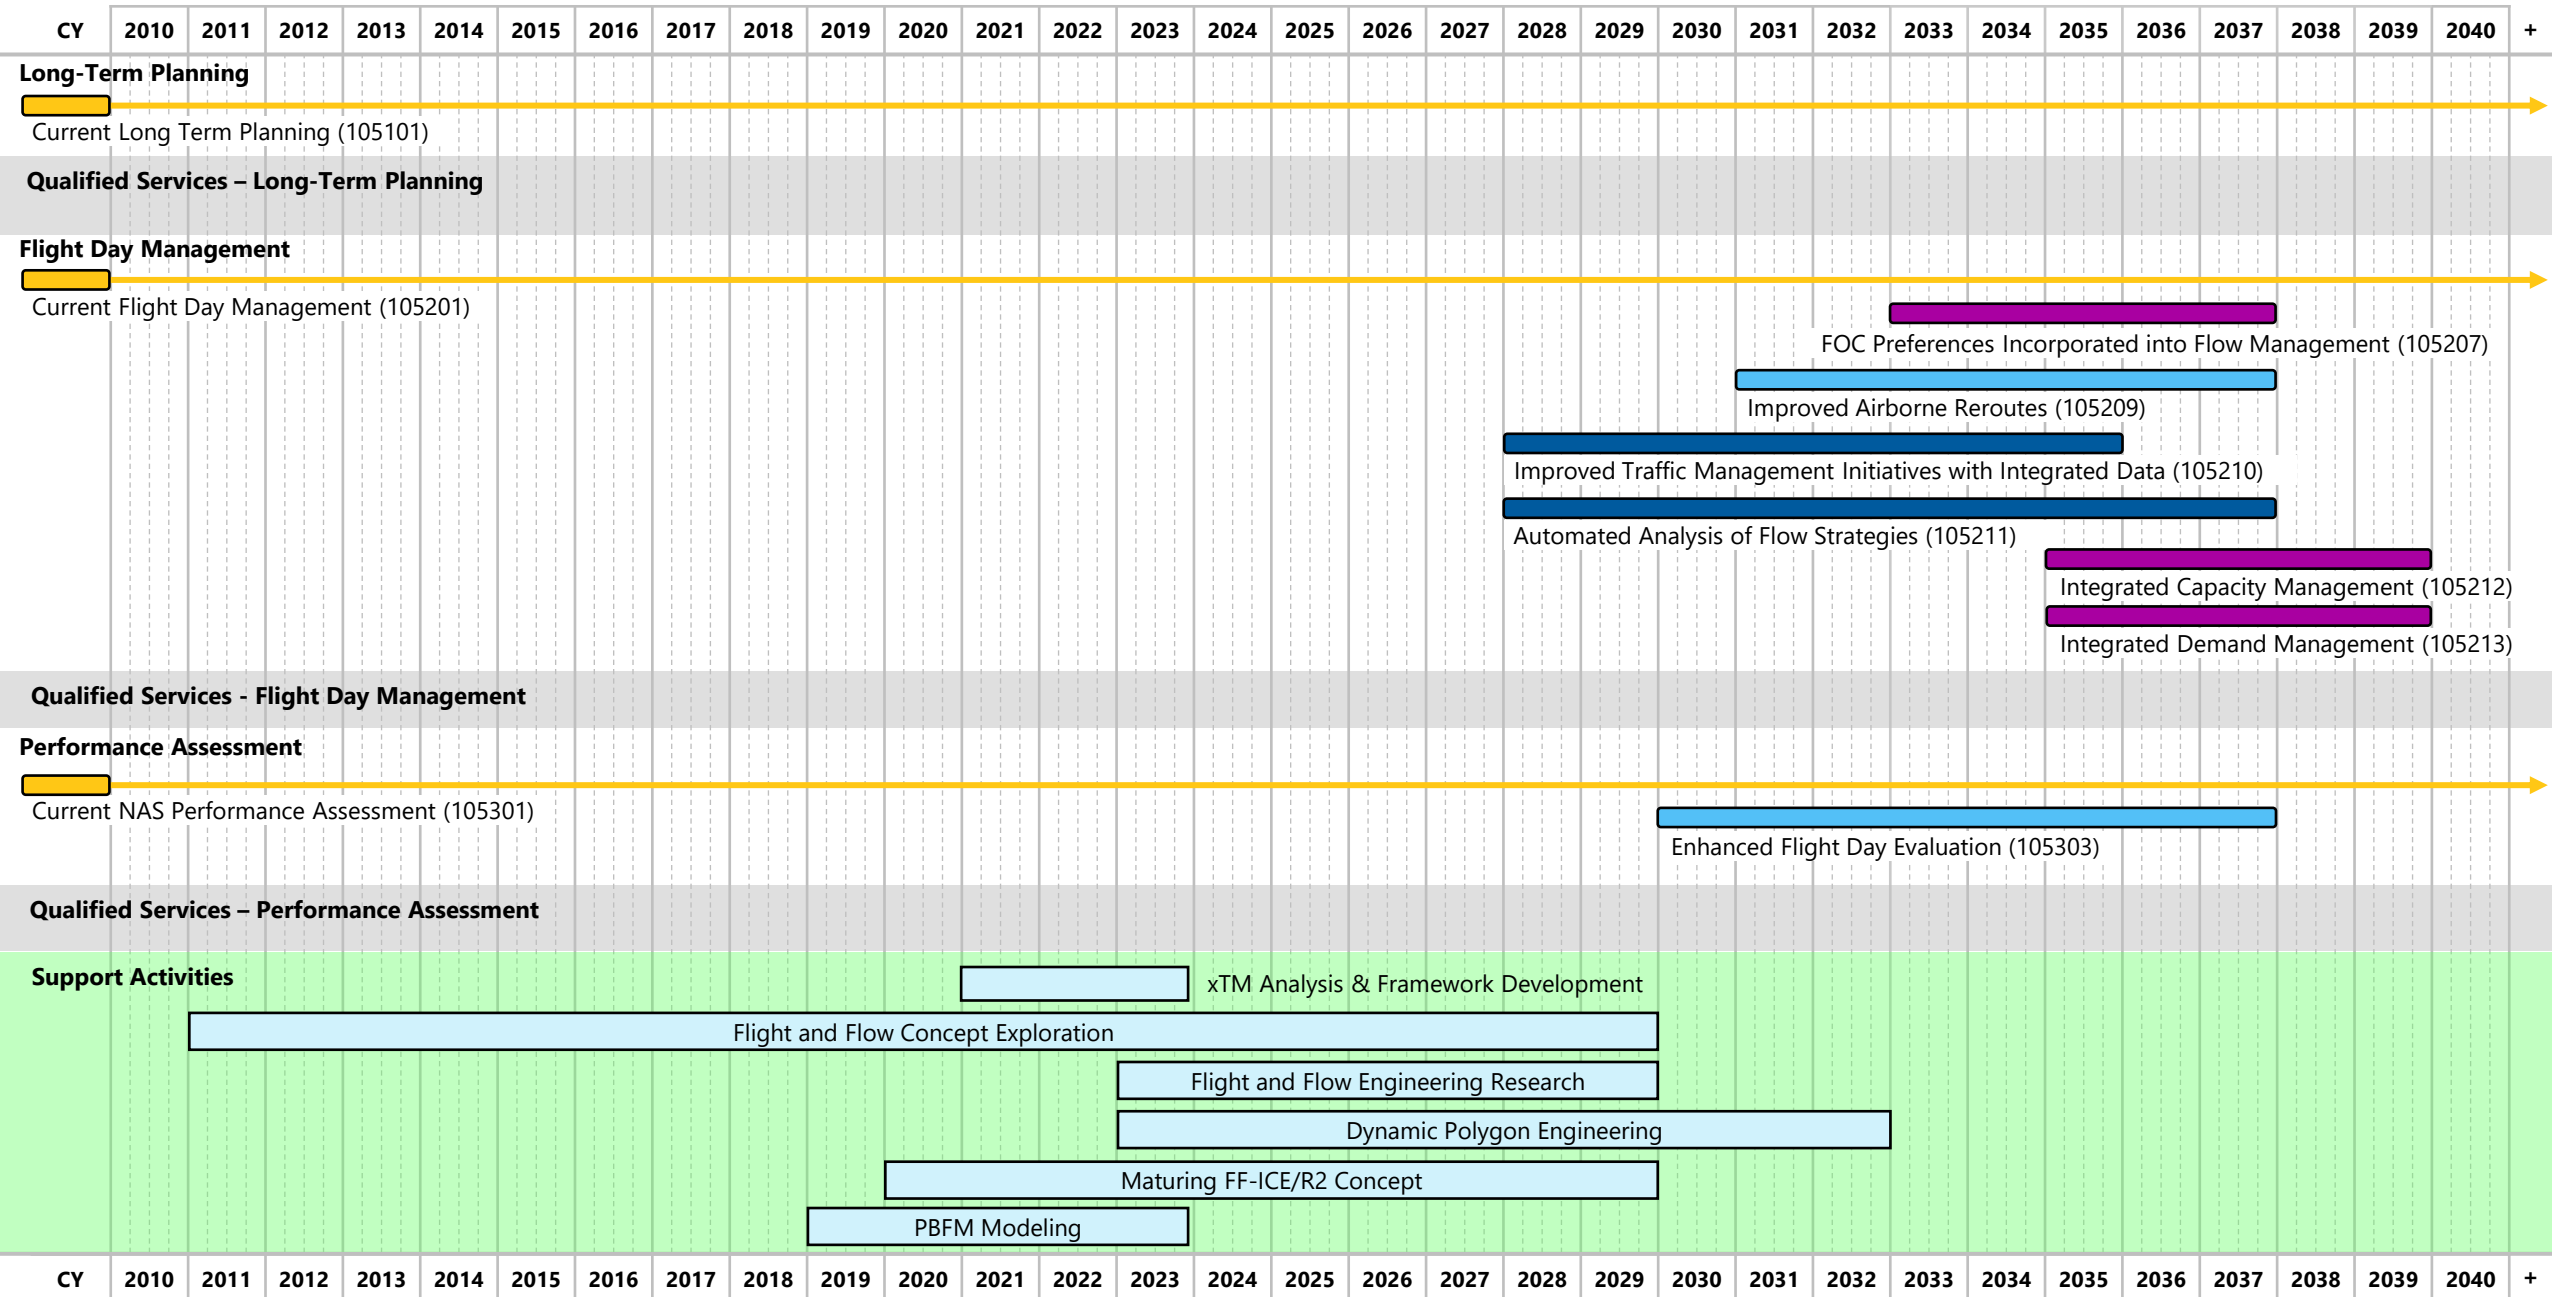 CY 2010 2011 2012 2013 2014 2015 2016 2017 2018 2019 2020 2021 2022 2023 2024 2025 2026 2027 2028 2029 2030 2031 2032 2033 2034 2035 2036 2037 2038 2039 2040 +
Long-Term Planning
Current Long Term Planning (105101)
Qualified Services – Long-Term Planning
Flight Day Management
Current Flight Day Management (105201)
FOC Preferences Incorporated into Flow Management (105207)
Improved Airborne Reroutes (105209)
Improved Traffic Management Initiatives with Integrated Data (105210)
Automated Analysis of Flow Strategies (105211)
Integrated Capacity Management (105212)
Integrated Demand Management (105213)
Qualified Services - Flight Day Management
Performance Assessment
Current NAS Performance Assessment (105301)
Enhanced Flight Day Evaluation (105303)
Qualified Services – Performance Assessment
Support Activities
xTM Analysis & Framework Development
Flight and Flow Concept Exploration
Flight and Flow Engineering Research
Dynamic Polygon Engineering
Maturing FF-ICE/R2 Concept
PBFM Modeling
CY 2010 2011 2012 2013 2014 2015 2016 2017 2018 2019 2020 2021 2022 2023 2024 2025 2026 2027 2028 2029 2030 2031 2032 2033 2034 2035 2036 2037 2038 2039 2040 +